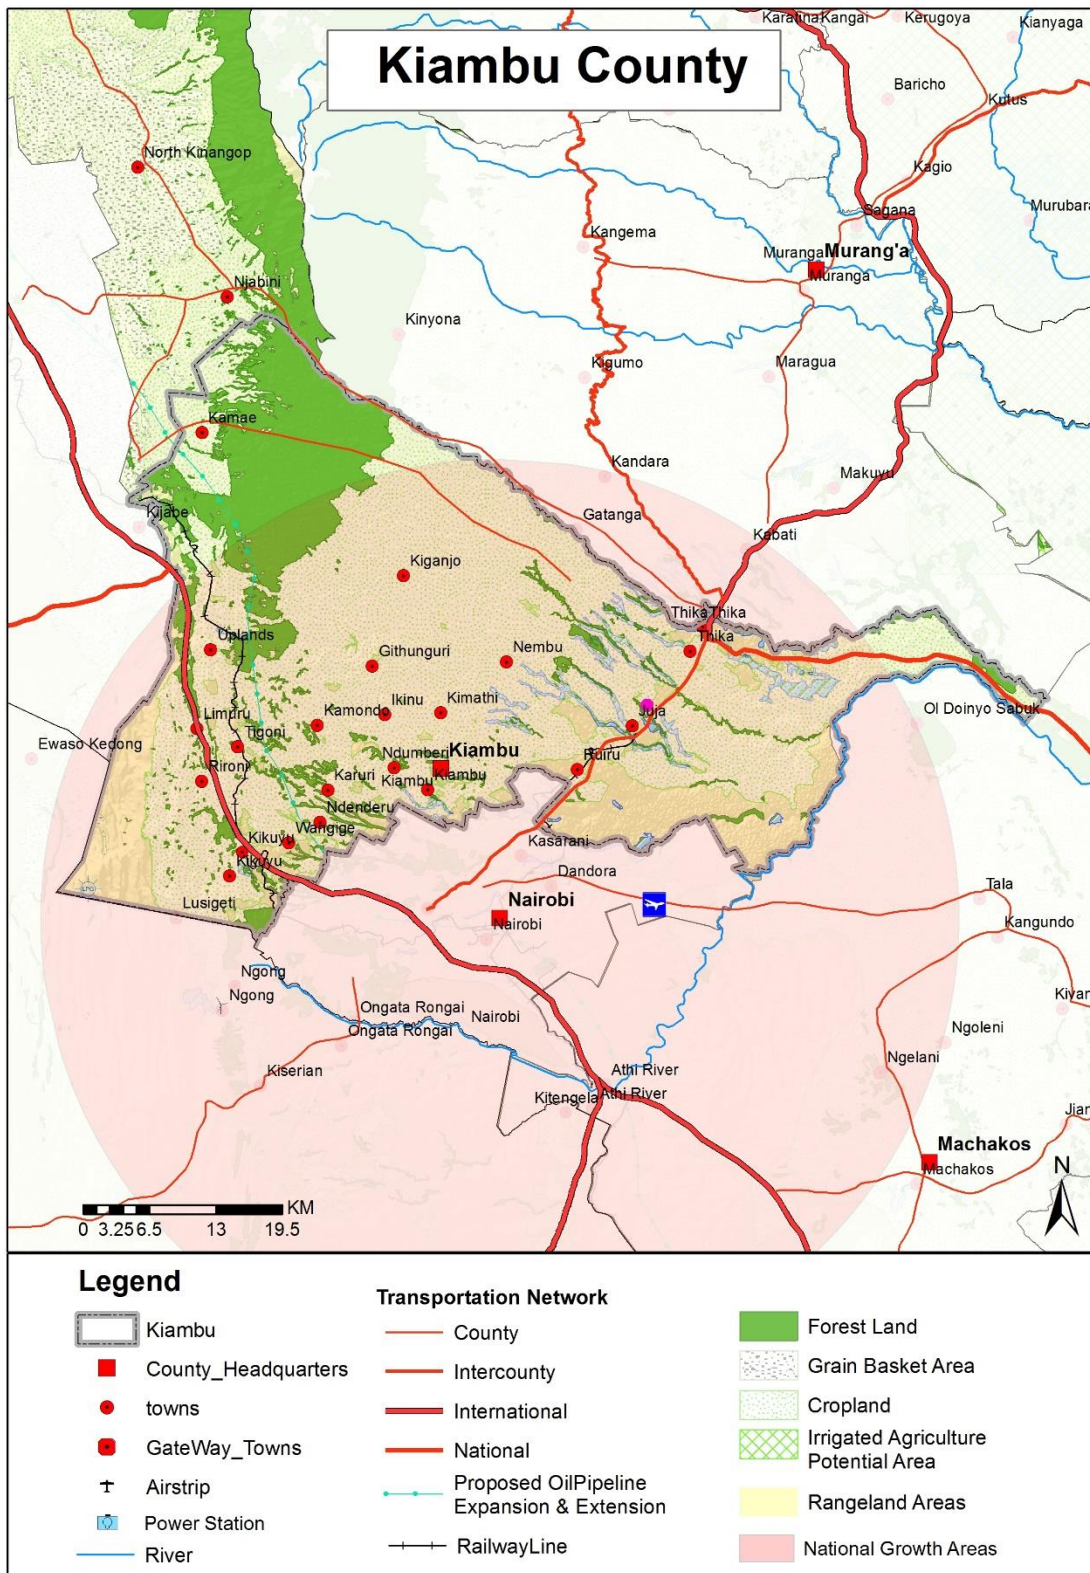 Kiambu County
Karatina Kangai
Kerugoya
Kianyaga
Baricho
Kutus
North Kinangop
Kagio
Sagana
Murubara
Kangema
Muranga
Murang'a
Muranga
Njabini
Kinyona
Kigumo
Maragua
Kamae
Kandara
Makuyu
Kijabe
Gatanga
Kabati
Kiganjo
Thika Thika
Thika
Uplands
Githunguri
Nembu
Limuru
Kamondo
Ikinu
Kimathi
Juja
Ol Doinyo Sabuk
Ewaso Kedong
Tigoni
Ndumberi
Kiambu
Ruiru
Rironi
Karuri
Kiambu
Kiambu
Ndenderu
Kikuyu
Wangige
Kasarani
Kikuyu
Dandora
LPG
Lusigeti
Nairobi
Nairobi
Tala
Kangundo
Ngong
Ngong
Ongata Rongai
Nairobi
Ongata Rongai
Kivan
Ngoleni
Ngelani
Kiserian
Athi River
Kitengela
Athi River
Jian
Machakos
Machakos
N
KM
0 3.25 6.5 13 19.5
Legend
Kiambu
County_Headquarters
towns
GateWay_Towns
Airstrip
Power Station
River
Transportation Network
County
Intercounty
International
National
Proposed OilPipeline
Expansion & Extension
RailwayLine
Forest Land
Grain Basket Area
Cropland
Irrigated Agriculture
Potential Area
Rangeland Areas
National Growth Areas